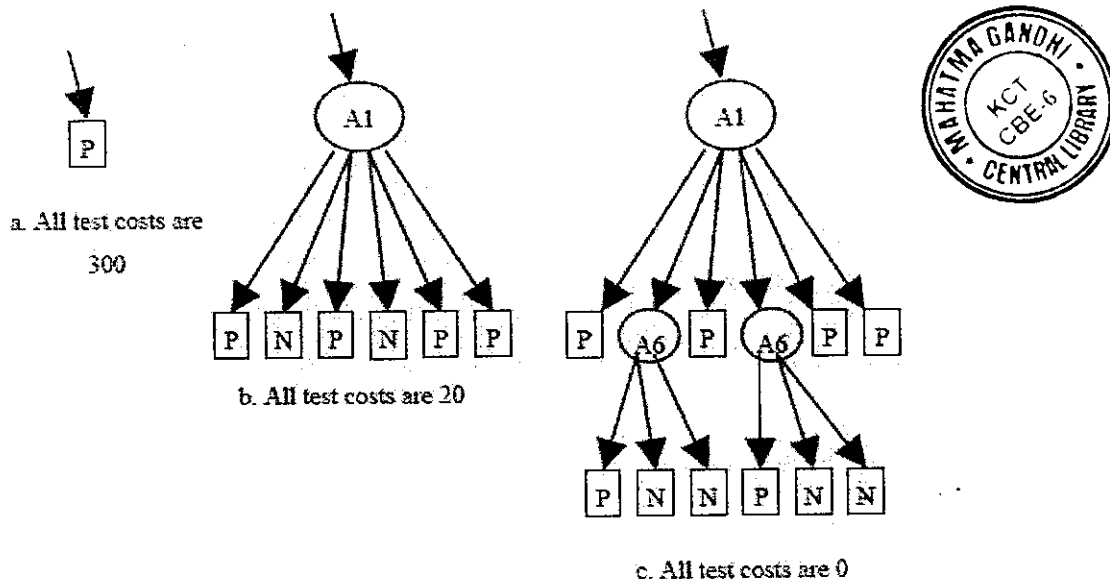 P
a. All test costs are
300
A1
P N P N P P
b. All test costs are 20
A1
P A6 P A6 P P
P N N P N N
c. All test costs are 0
MAHATMA GANDHI
KCT
CBE-6
CENTRAL LIBRARY